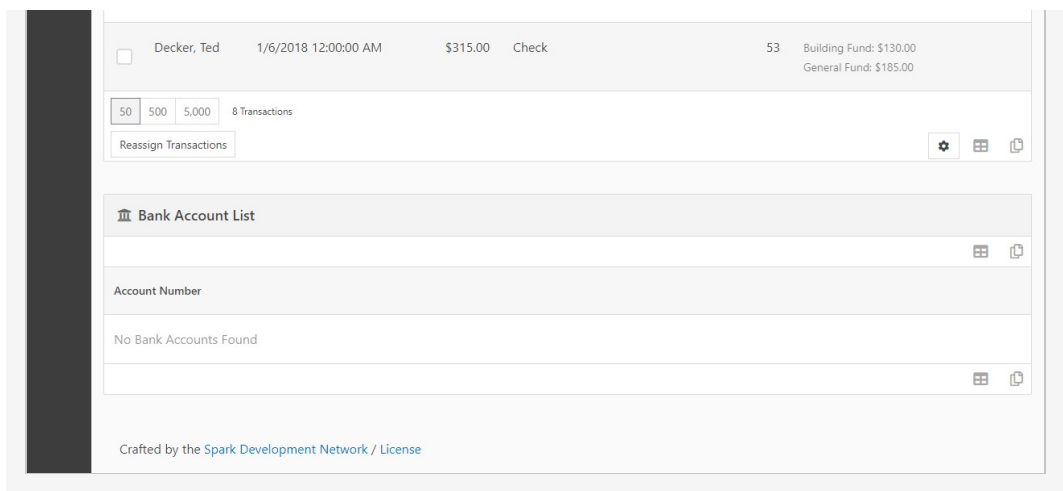 Decker, Ted 1/6/2018 12:00:00 AM $315.00 Check 53 Building Fund: $130.00
General Fund: $185.00
50 500 5,000 8 Transactions
Reassign Transactions
Bank Account List
Account Number
No Bank Accounts Found
Crafted by the Spark Development Network / License